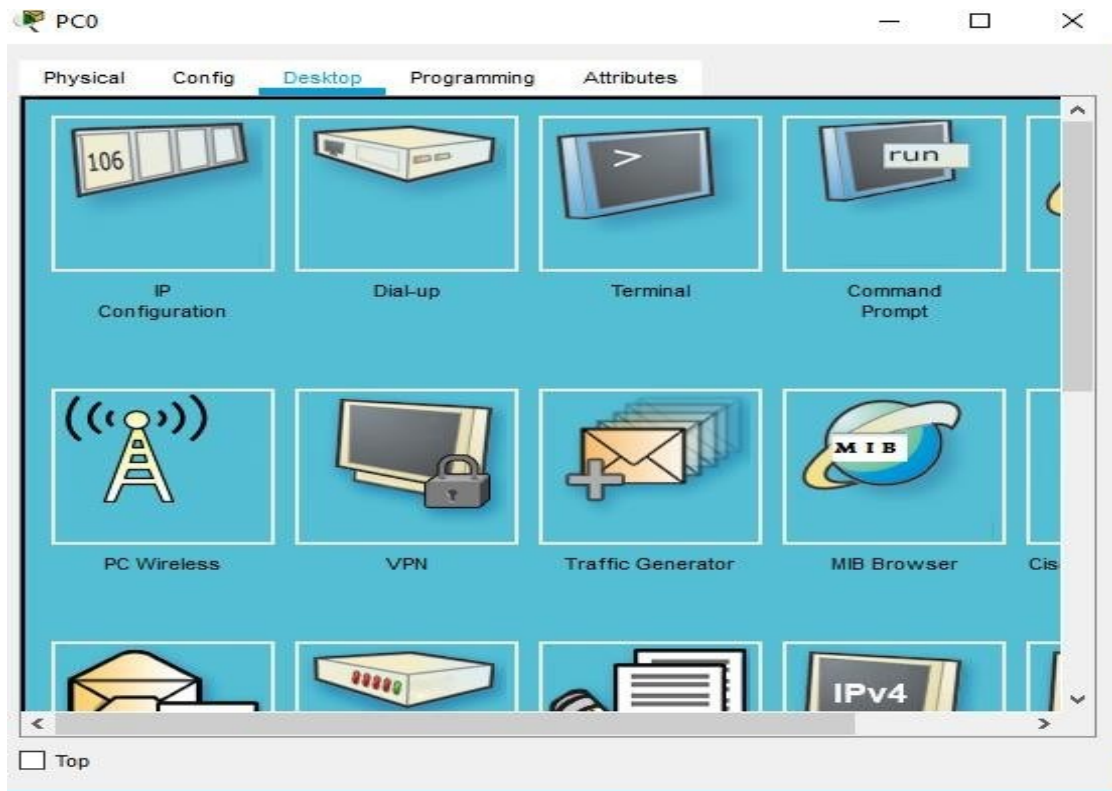 PC0
Physical Config Desktop Programming Attributes
106
>
run
IP
Configuration
Dial-up
Terminal
Command
Prompt
MIB
PC Wireless
VPN
Traffic Generator
MIB Browser
Cis
IPv4
Top